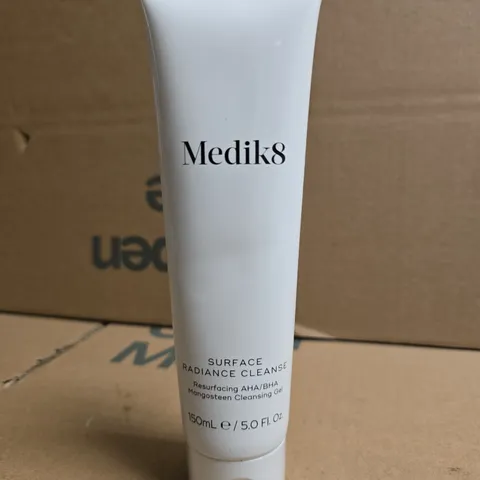 Medik8
SURFACE
RADIANCE CLEANSE
Resurfacing AHA/BHA
Mangosteen Cleansing Gel
150mL ℮ / 5.0 Fl. Oz